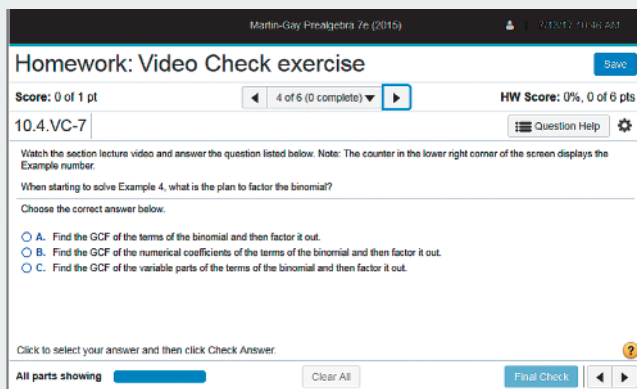 Martin-Gay Prealgebra 7e (2015)
7/13/17 10:46 AM
Homework: Video Check exercise
Save
Score: 0 of 1 pt
4 of 6 (0 complete)
HW Score: 0%, 0 of 6 pts
10.4.VC-7
Question Help
Watch the section lecture video and answer the question listed below. Note: The counter in the lower right corner of the screen displays the
Example number.
When starting to solve Example 4, what is the plan to factor the binomial?
Choose the correct answer below.
A. Find the GCF of the terms of the binomial and then factor it out.
B. Find the GCF of the numerical coefficients of the terms of the binomial and then factor it out.
C. Find the GCF of the variable parts of the terms of the binomial and then factor it out.
Click to select your answer and then click Check Answer.
?
All parts showing
Clear All
Final Check